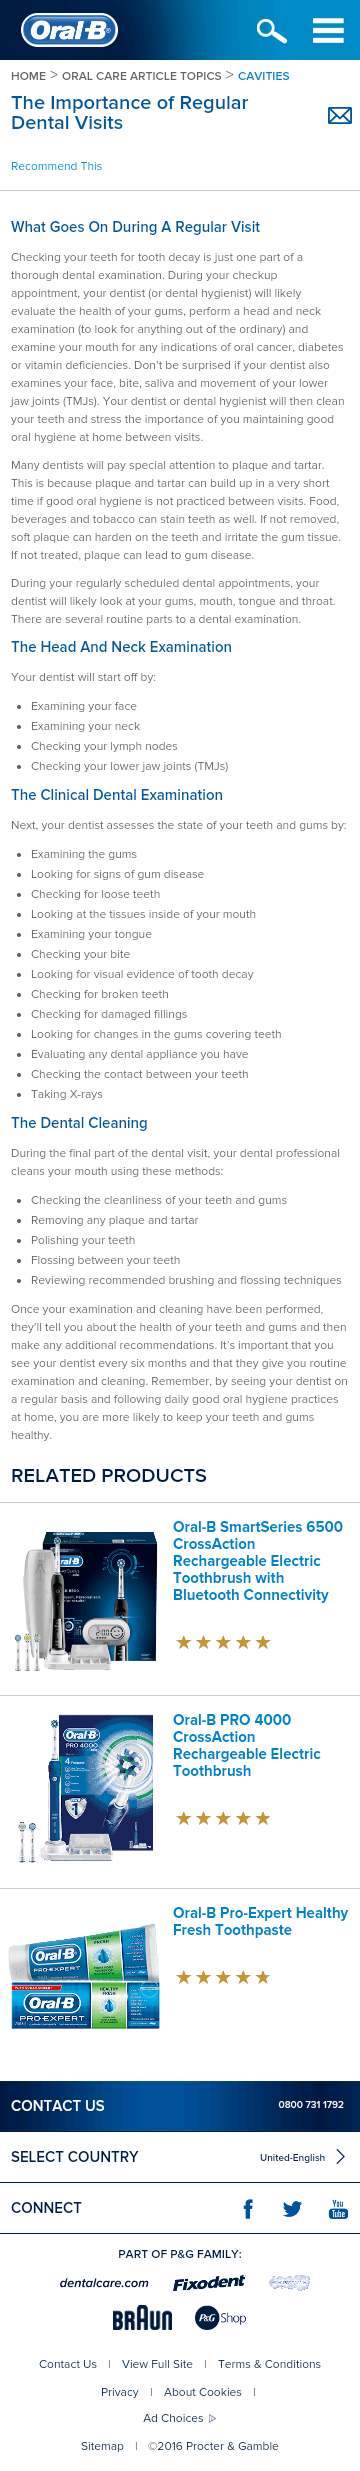 Oral-B
HOME > ORAL CARE ARTICLE TOPICS > CAVITIES
The Importance of Regular
Dental Visits
Recommend This
What Goes On During A Regular Visit
Checking your teeth for tooth decay is just one part of a
thorough dental examination. During your checkup
appointment, your dentist (or dental hygienist) will likely
evaluate the health of your gums, perform a head and neck
examination (to look for anything out of the ordinary) and
examine your mouth for any indications of oral cancer, diabetes
or vitamin deficiencies. Don't be surprised if your dentist also
examines your face, bite, saliva and movement of your lower
jaw joints (TMJs). Your dentist or dental hygienist will then clean
your teeth and stress the importance of you maintaining good
oral hygiene at home between visits.
Many dentists will pay special attention to plaque and tartar.
This is because plaque and tartar can build up in a very short
time if good oral hygiene is not practiced between visits. Food,
beverages and tobacco can stain teeth as well. If not removed,
soft plaque can harden on the teeth and irritate the gum tissue.
If not treated, plaque can lead to gum disease.
During your regularly scheduled dental appointments, your
dentist will likely look at your gums, mouth, tongue and throat.
There are several routine parts to a dental examination.
The Head And Neck Examination
Your dentist will start off by:
• Examining your face
• Examining your neck
• Checking your lymph nodes
• Checking your lower jaw joints (TMJs)
The Clinical Dental Examination
Next, your dentist assesses the state of your teeth and gums by:
• Examining the gums
• Looking for signs of gum disease
• Checking for loose teeth
• Looking at the tissues inside of your mouth
• Examining your tongue
• Checking your bite
• Looking for visual evidence of tooth decay
• Checking for broken teeth
• Checking for damaged fillings
• Looking for changes in the gums covering teeth
• Evaluating any dental appliance you have
• Checking the contact between your teeth
• Taking X-rays
The Dental Cleaning
During the final part of the dental visit, your dental professional
cleans your mouth using these methods:
• Checking the cleanliness of your teeth and gums
• Removing any plaque and tartar
• Polishing your teeth
• Flossing between your teeth
• Reviewing recommended brushing and flossing techniques
Once your examination and cleaning have been performed,
they'll tell you about the health of your teeth and gums and then
make any additional recommendations. It's important that you
see your dentist every six months and that they give you routine
examination and cleaning. Remember, by seeing your dentist on
a regular basis and following daily good oral hygiene practices
at home, you are more likely to keep your teeth and gums
healthy.
RELATED PRODUCTS
Oral-B
Oral-B SmartSeries 6500
CrossAction
Rechargeable Electric
Toothbrush with
Bluetooth Connectivity
Oral-B
PRO 4000
#1
Oral-B PRO 4000
CrossAction
Rechargeable Electric
Toothbrush
Oral-B
PRO-EXPERT
HEALTHY
FRESH
Oral-B
PRO-EXPERT
HEALTHY
FRESH
Oral-B Pro-Expert Healthy
Fresh Toothpaste
CONTACT US 0800 731 1792
SELECT COUNTRY United-English
CONNECT You Tube
PART OF P&G FAMILY:
dentalcare.com Fixodent
BRAUN P&G Shop
Contact Us | View Full Site | Terms & Conditions
Privacy | About Cookies |
Ad Choices
Sitemap | ©2016 Procter & Gamble